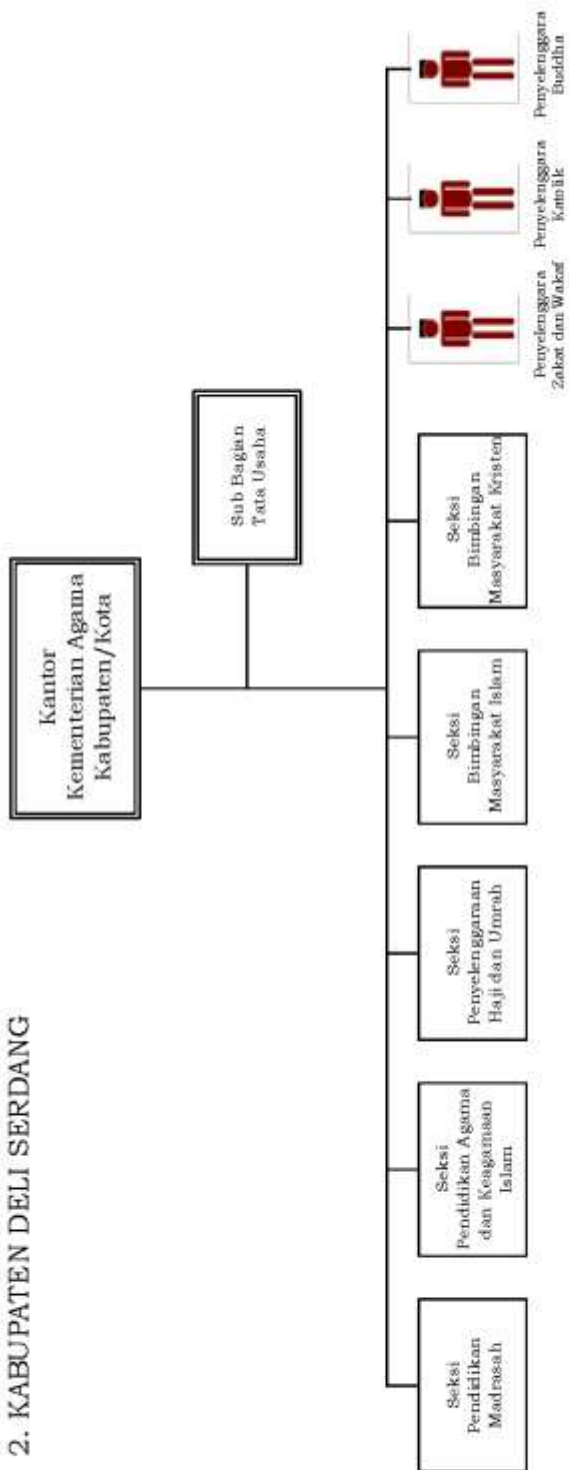 2. KABUPATEN DELI SERDANG
Kantor
Kementerian Agama
Kabupaten/Kota
Sub Bagian
Tata Usaha
Seksi
Pendidikan
Madrasah
Seksi
Pendidikan Agama
dan Keagamaan
Islam
Seksi
Penyelenggaraan
Haji dan Umrah
Seksi
Bimbingan
Masyarakat Islam
Seksi
Bimbingan
Masyarakat Kristen
Penyelenggara
Zakat dan Wakaf
Penyelenggara
Katolik
Penyelenggara
Buddha